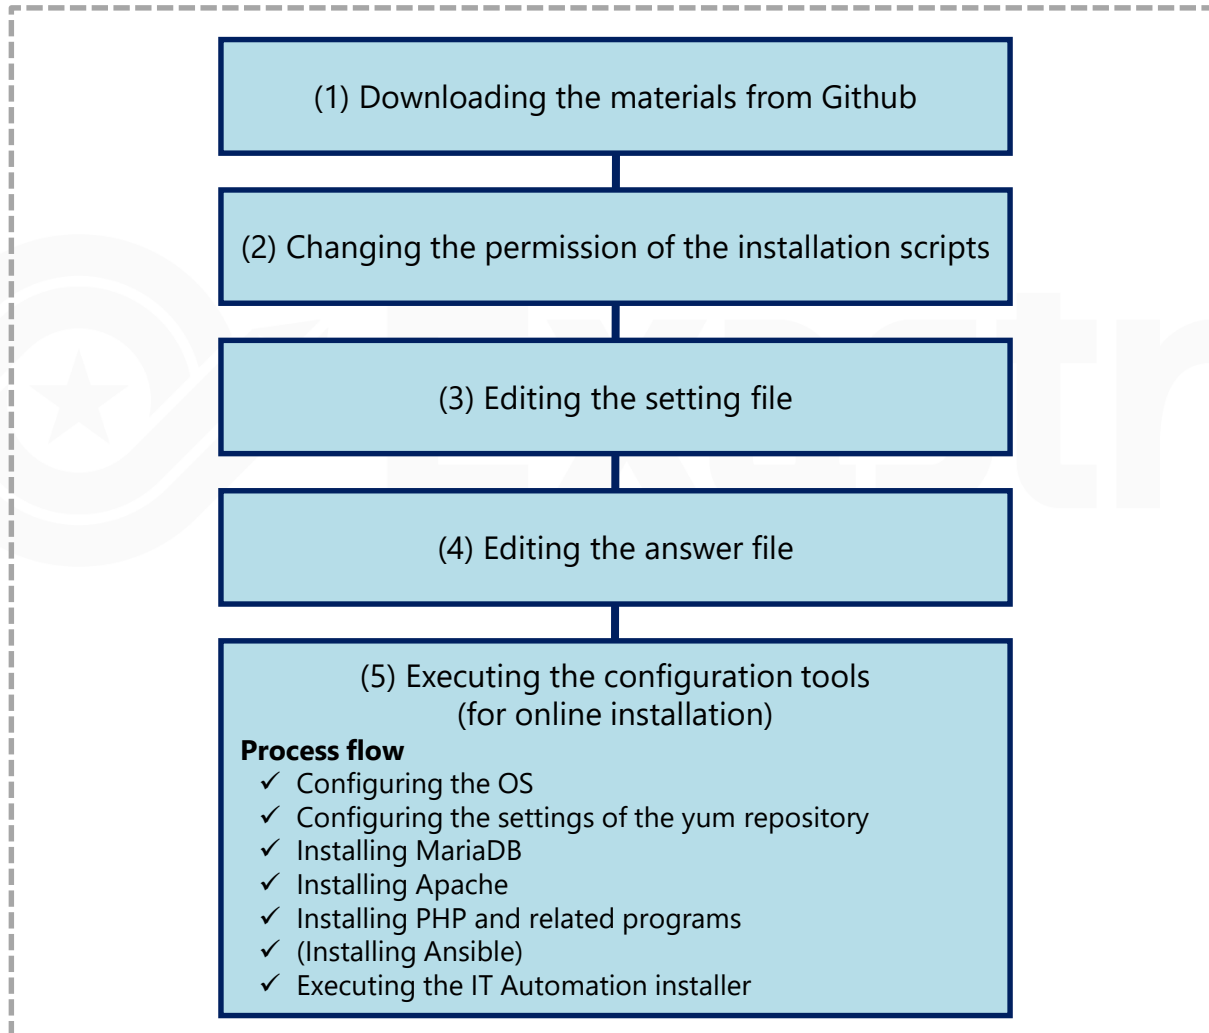 (1) Downloading the materials from Github
(2) Changing the permission of the installation scripts
(3) Editing the setting file
(4) Editing the answer file
(5) Executing the configuration tools
(for online installation)
Process flow
✓ Configuring the OS
✓ Configuring the settings of the yum repository
✓ Installing MariaDB
✓ Installing Apache
✓ Installing PHP and related programs
✓ (Installing Ansible)
✓ Executing the IT Automation installer